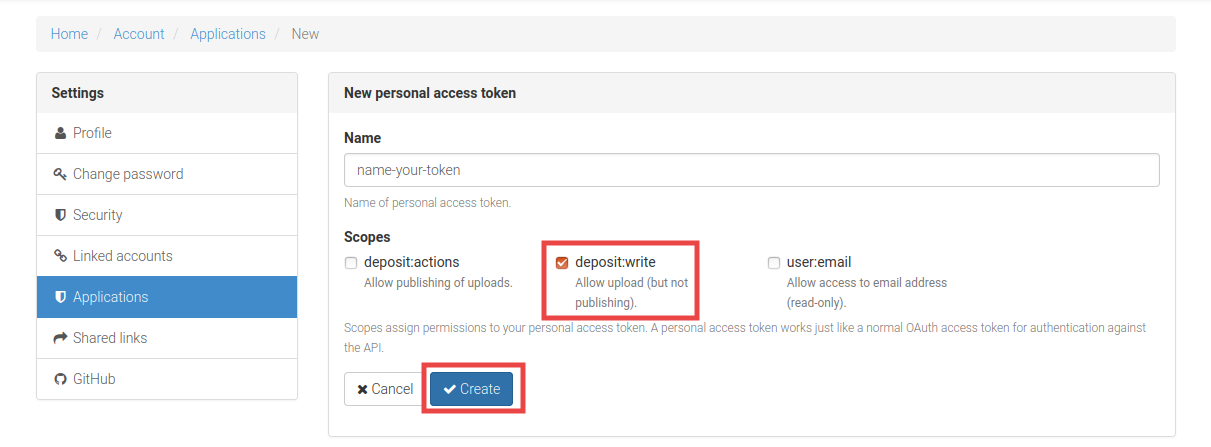 Home / Account / Applications / New
Settings
Profile
Change password
Security
Linked accounts
Applications
Shared links
GitHub
New personal access token
Name
name-your-token
Name of personal access token.
Scopes
deposit:actions
Allow publishing of uploads.
deposit:write
Allow upload (but not
publishing).
user:email
Allow access to email address
(read-only).
Scopes assign permissions to your personal access token. A personal access token works just like a normal OAuth access token for authentication against
the API.
Cancel
Create